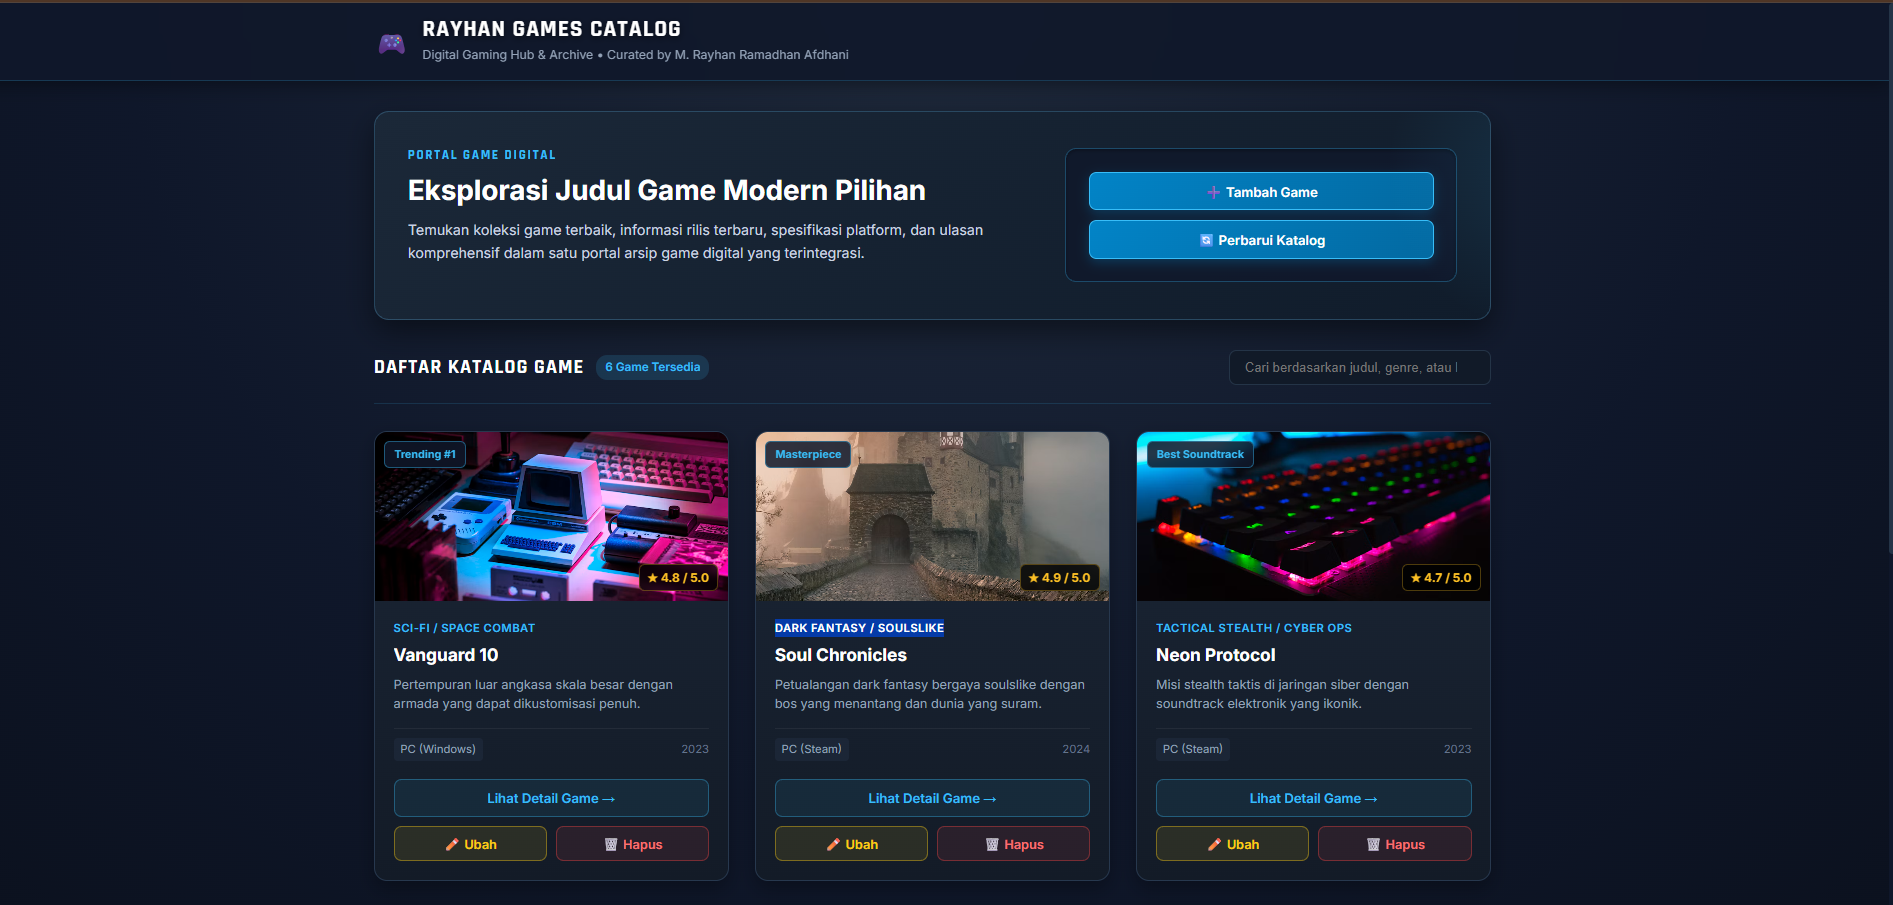 RAYHAN GAMES CATALOG
Digital Gaming Hub & Archive • Curated by M. Rayhan Ramadhan Afdhani
PORTAL GAME DIGITAL
Eksplorasi Judul Game Modern Pilihan
Temukan koleksi game terbaik, informasi rilis terbaru, spesifikasi platform, dan ulasan
komprehensif dalam satu portal arsip game digital yang terintegrasi.
Tambah Game
Perbarui Katalog
DAFTAR KATALOG GAME
6 Game Tersedia
Cari berdasarkan judul, genre, atau
Trending #1
★ 4.8 / 5.0
SCI-FI / SPACE COMBAT
Vanguard 10
Pertempuran luar angkasa skala besar dengan
armada yang dapat dikustomisasi penuh.
PC (Windows)
2023
Lihat Detail Game →
Ubah
Hapus
Masterpiece
★ 4.9 / 5.0
DARK FANTASY / SOULSLIKE
Soul Chronicles
Petualangan dark fantasy bergaya soulslike dengan
bos yang menantang dan dunia yang suram.
PC (Steam)
2024
Lihat Detail Game →
Ubah
Hapus
Best Soundtrack
★ 4.7 / 5.0
TACTICAL STEALTH / CYBER OPS
Neon Protocol
Misi stealth taktis di jaringan siber dengan
soundtrack elektronik yang ikonik.
PC (Steam)
2023
Lihat Detail Game →
Ubah
Hapus